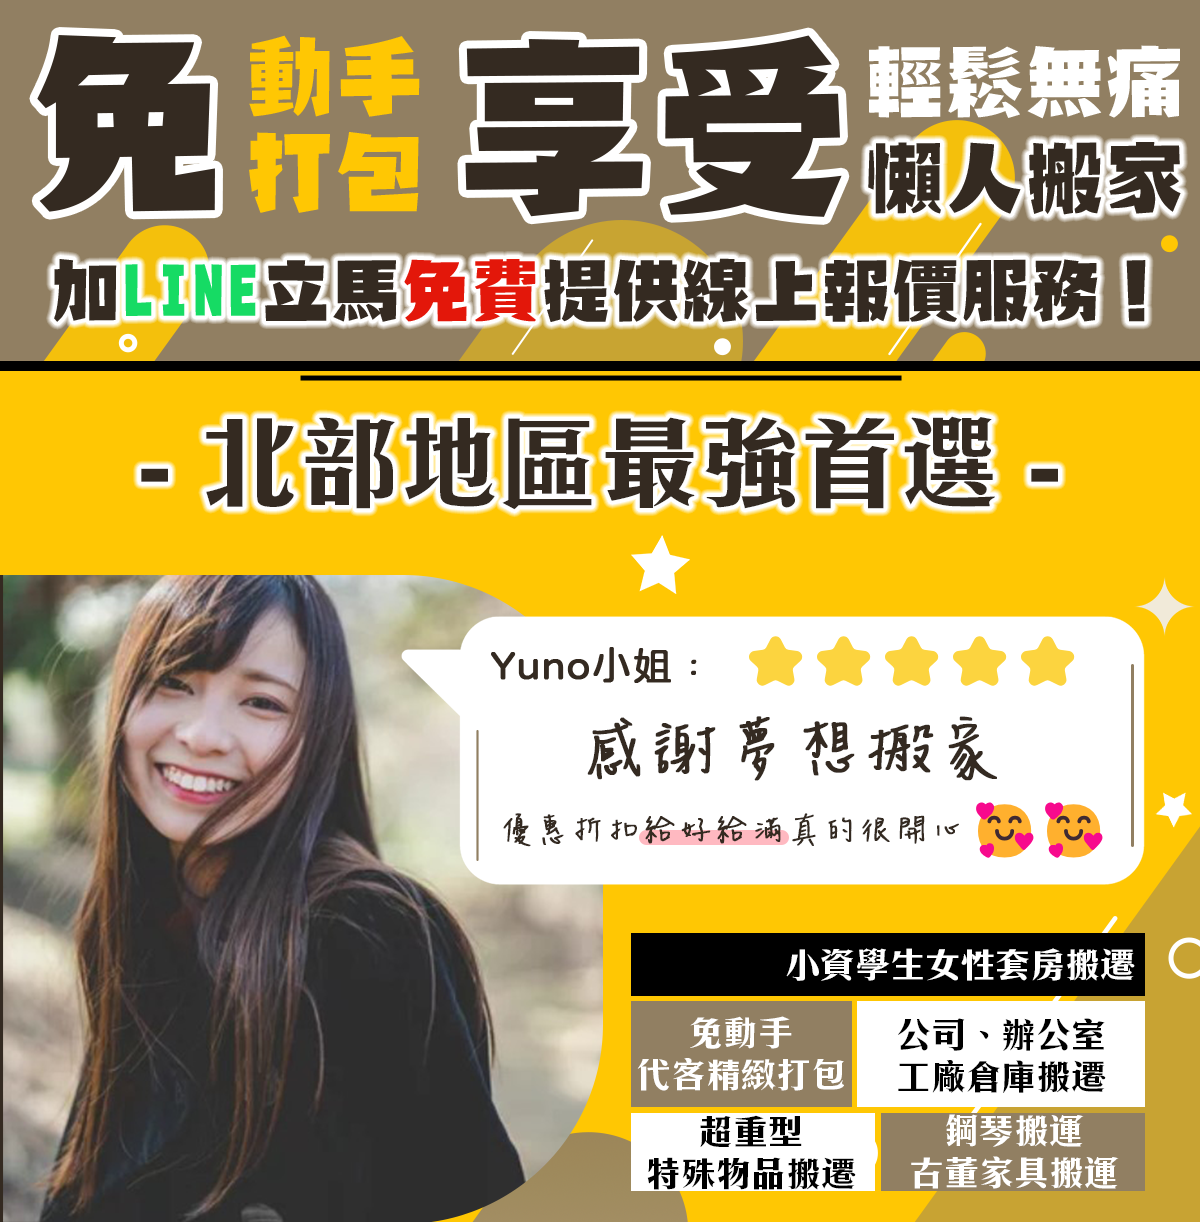 免動手打包 享受輕鬆無痛懶人搬家
加LINE立馬免費提供線上報價服務！
- 北部地區最強首選 -
Yuno小姐：
感謝夢想搬家
優惠折扣給好給滿真的很開心
小資學生女性套房搬遷
免動手
代客精緻打包
公司、辦公室
工廠倉庫搬遷
超重型
特殊物品搬遷
鋼琴搬運
古董家具搬運